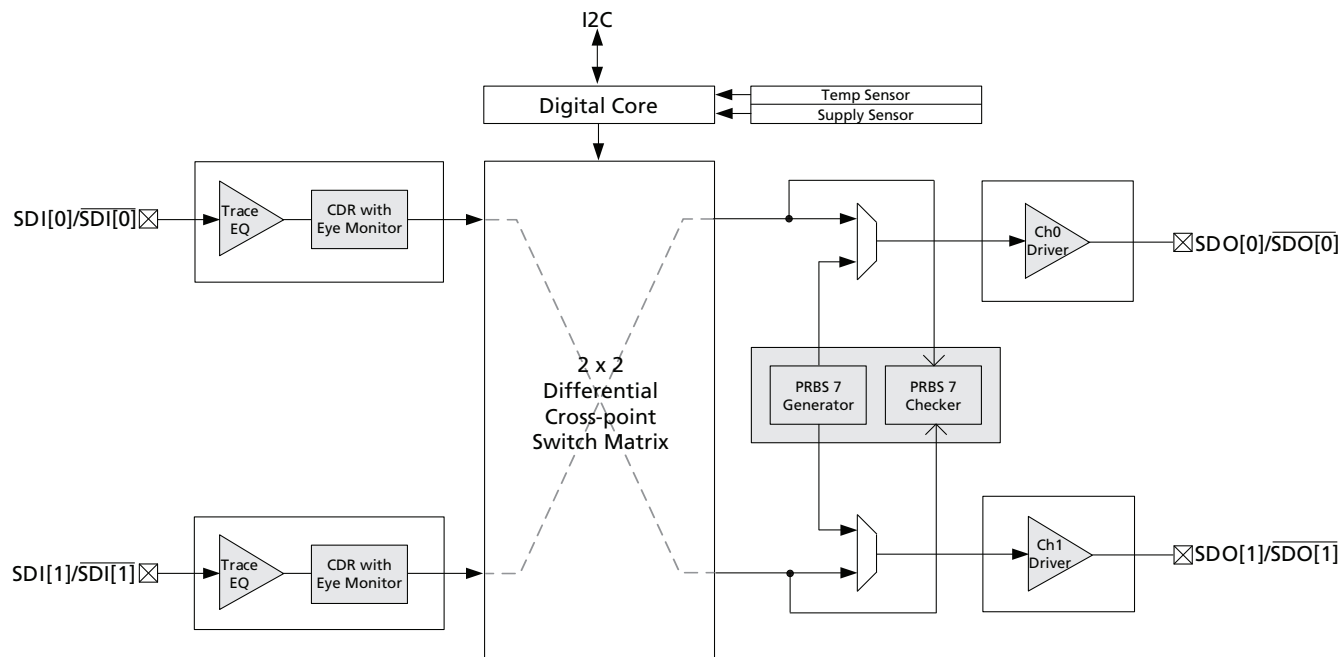 I2C
Digital Core
Temp Sensor
Supply Sensor
SDI[0]/SDI[0]
Trace
EQ
CDR with
Eye Monitor
Ch0
Driver
SDO[0]/SDO[0]
2 x 2
Differential
Cross-point
Switch Matrix
PRBS 7
Generator
PRBS 7
Checker
SDI[1]/SDI[1]
Trace
EQ
CDR with
Eye Monitor
Ch1
Driver
SDO[1]/SDO[1]